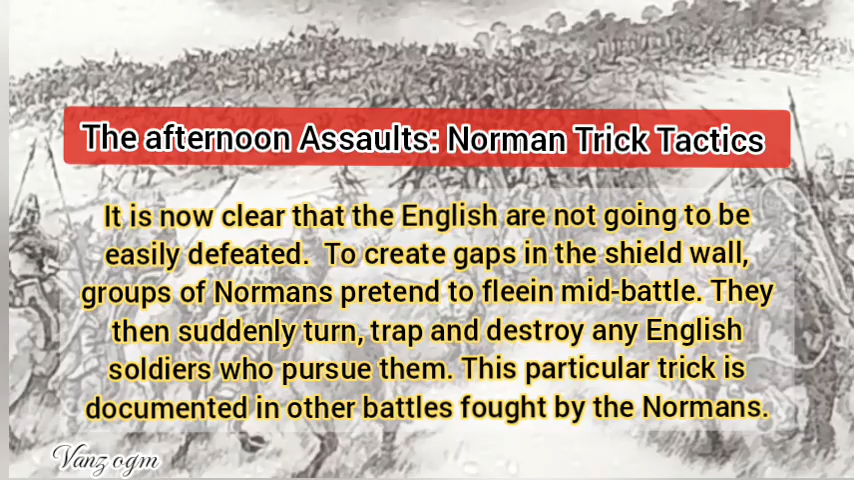 The afternoon Assaults: Norman Trick Tactics
It is now clear that the English are not going to be
easily defeated. To create gaps in the shield wall,
groups of Normans pretend to fleein mid-battle. They
then suddenly turn, trap and destroy any English
soldiers who pursue them. This particular trick is
documented in other battles fought by the Normans.
Vanz ogm